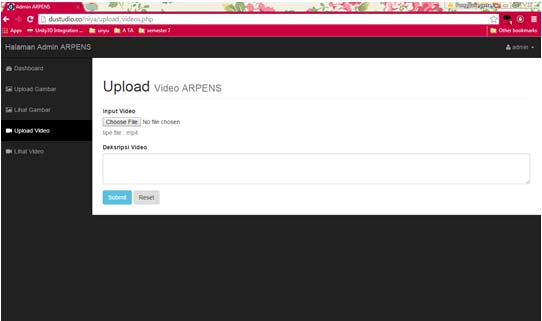 Admin ARPENS
dustudio.co/niya/upload_videos.php
Apps Unity3D Integration ... unyu A TA semester 7 Other bookmarks
Halaman Admin ARPENS admin
Dashboard
Upload Gambar
Lihat Gambar
Upload Video
Lihat Video
Upload Video ARPENS
Input Video
Choose File No file chosen
tipe file : mp4
Deksripsi Video
Submit Reset